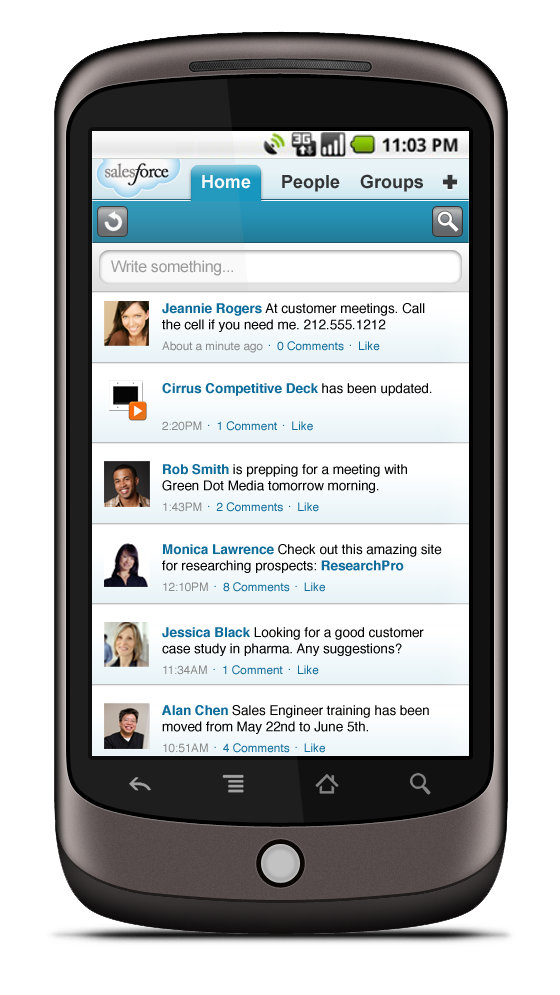 3G
11:03 PM
salesforce
Home People Groups
Write something...
Jeannie Rogers At customer meetings. Call
the cell if you need me. 212.555.1212
About a minute ago · 0 Comments · Like
Cirrus Competitive Deck has been updated.
2:20PM · 1 Comment · Like
Rob Smith is prepping for a meeting with
Green Dot Media tomorrow morning.
1:43PM · 2 Comments · Like
Monica Lawrence Check out this amazing site
for researching prospects: ResearchPro
12:10PM · 8 Comments · Like
Jessica Black Looking for a good customer
case study in pharma. Any suggestions?
11:34AM · 1 Comment · Like
Alan Chen Sales Engineer training has been
moved from May 22nd to June 5th.
10:51AM · 4 Comments · Like